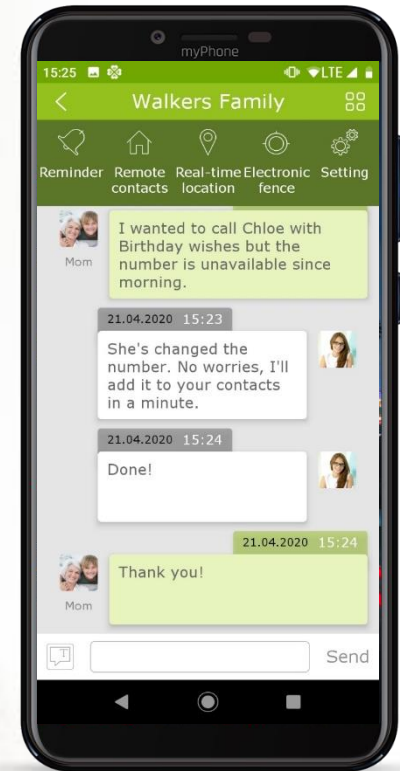 myPhone
15:25 LTE
Walkers Family
Reminder Remote contacts Real-time location Electronic fence Setting
I wanted to call Chloe with
Birthday wishes but the
number is unavailable since
morning.
Mom
21.04.2020 15:23
She's changed the
number. No worries, I'll
add it to your contacts
in a minute.
21.04.2020 15:24
Done!
21.04.2020 15:24
Thank you!
Mom
T
Send